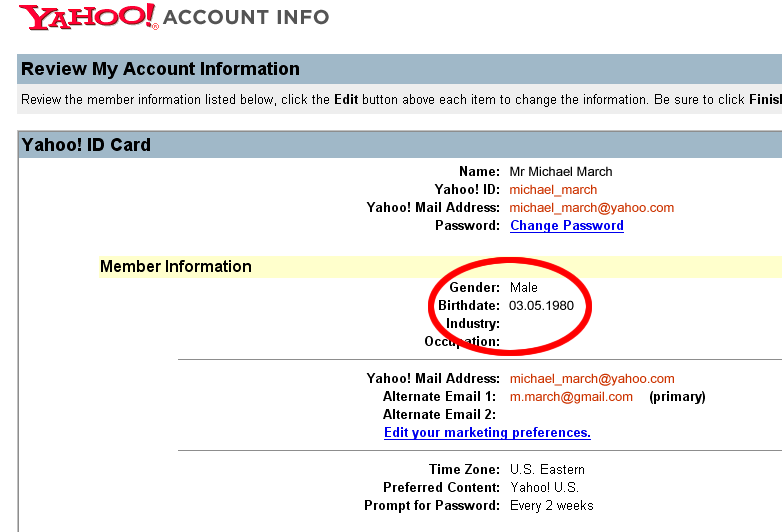 YAHOO!® ACCOUNT INFO
Review My Account Information
Review the member information listed below, click the Edit button above each item to change the information. Be sure to click Finish
Yahoo! ID Card
Name: Mr Michael March
Yahoo! ID: michael_march
Yahoo! Mail Address: michael_march@yahoo.com
Password: Change Password
Member Information
Gender: Male
Birthdate: 03.05.1980
Industry:
Occupation:
Yahoo! Mail Address: michael_march@yahoo.com
Alternate Email 1: m.march@gmail.com (primary)
Alternate Email 2:
Edit your marketing preferences.
Time Zone: U.S. Eastern
Preferred Content: Yahoo! U.S.
Prompt for Password: Every 2 weeks